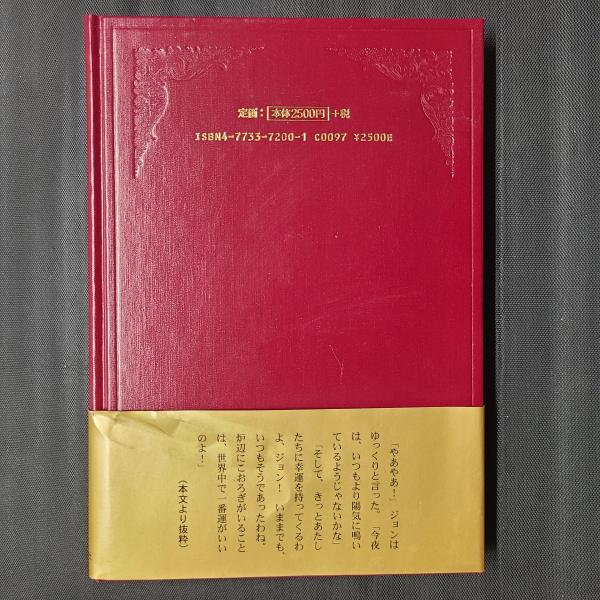 定価：本体2500円＋税
ISBN4-7733-7200-1 C0097 ¥2500E
「やあやあ！」ジョンは
ゆっくりと言った。「今夜
は、いつもより陽気に鳴い
ているようじゃないかな」
「そして、きっとあたし
たちに幸運を持ってくるわ
よ、ジョン！ いままでも、
いつもそうであったわね。
炉辺にこおろぎがいること
は、世界中で一番運がいい
のよ！」
（本文より抜粋）